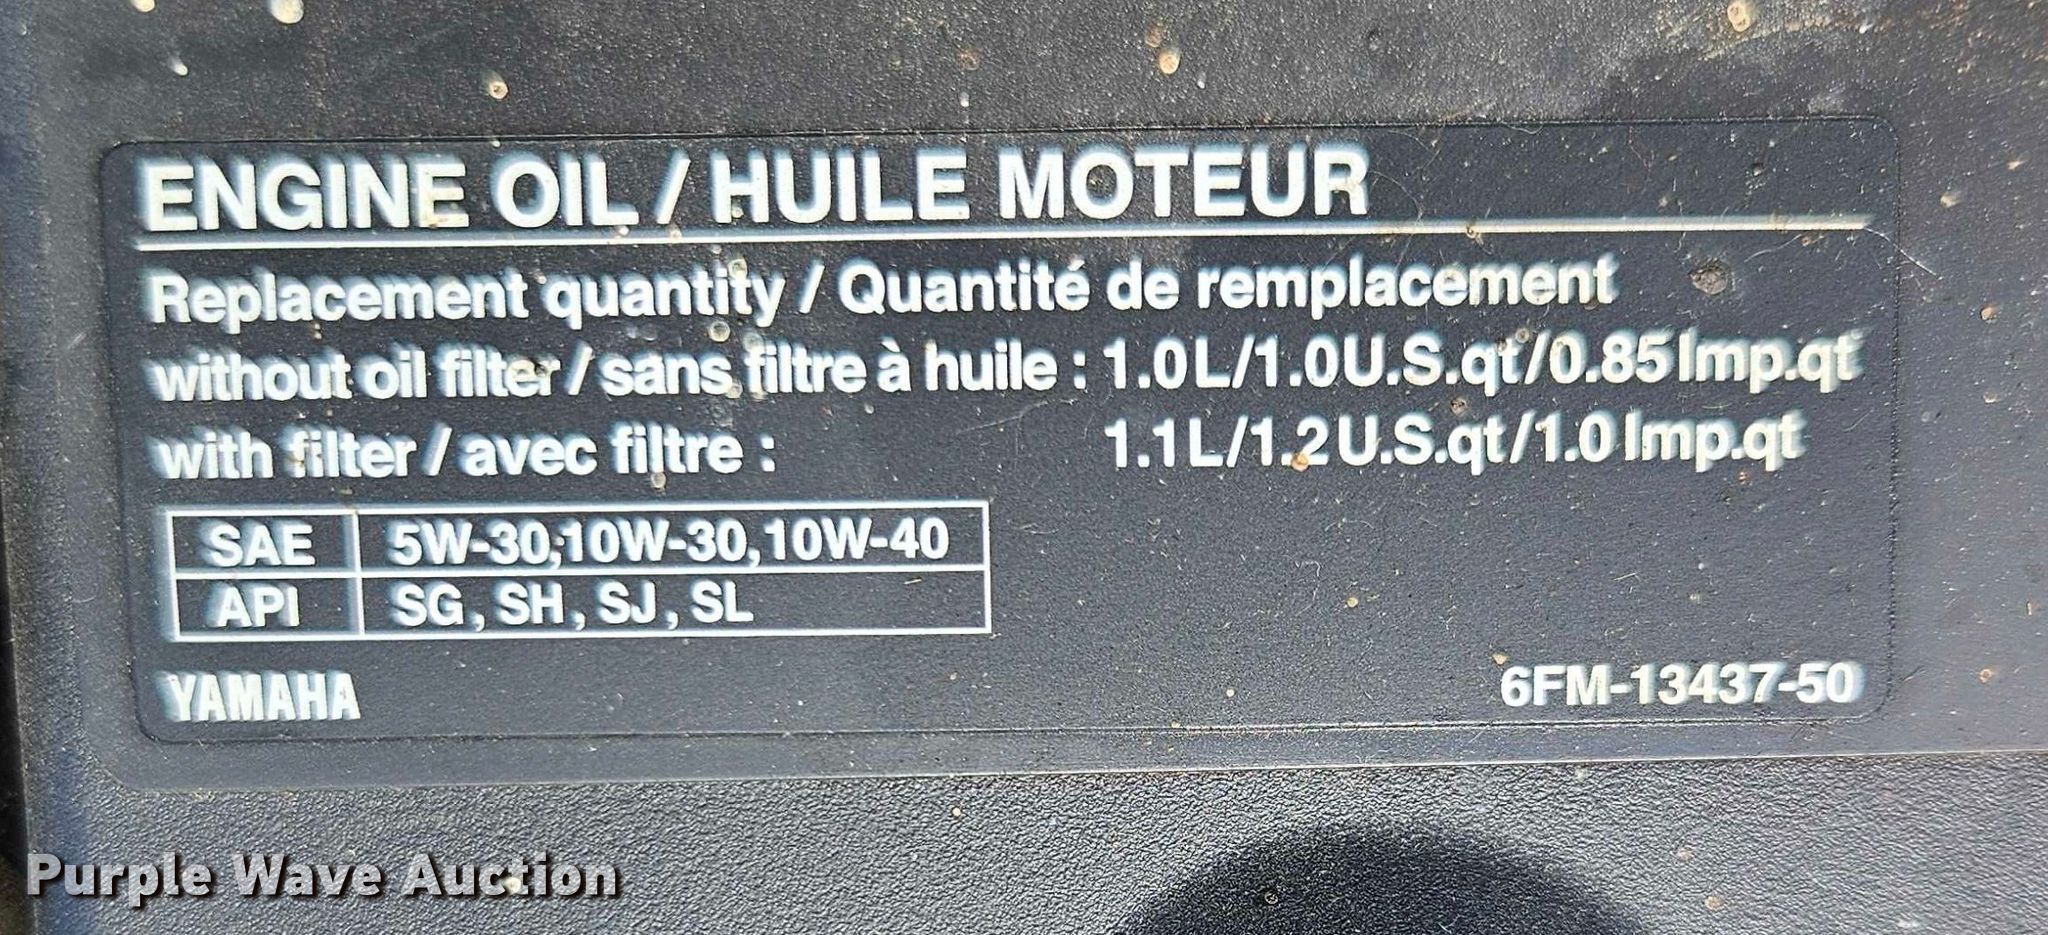 ENGINE OIL / HUILE MOTEUR
Replacement quantity / Quantité de remplacement
without oil filter / sans filtre à huile : 1.0L/1.0U.S.qt/0.85Imp.qt
with filter / avec filtre : 1.1L/1.2U.S.qt/1.0Imp.qt
SAE 5W-30,10W-30,10W-40
API SG, SH, SJ, SL
YAMAHA 6FM-13437-50
Purple Wave Auction